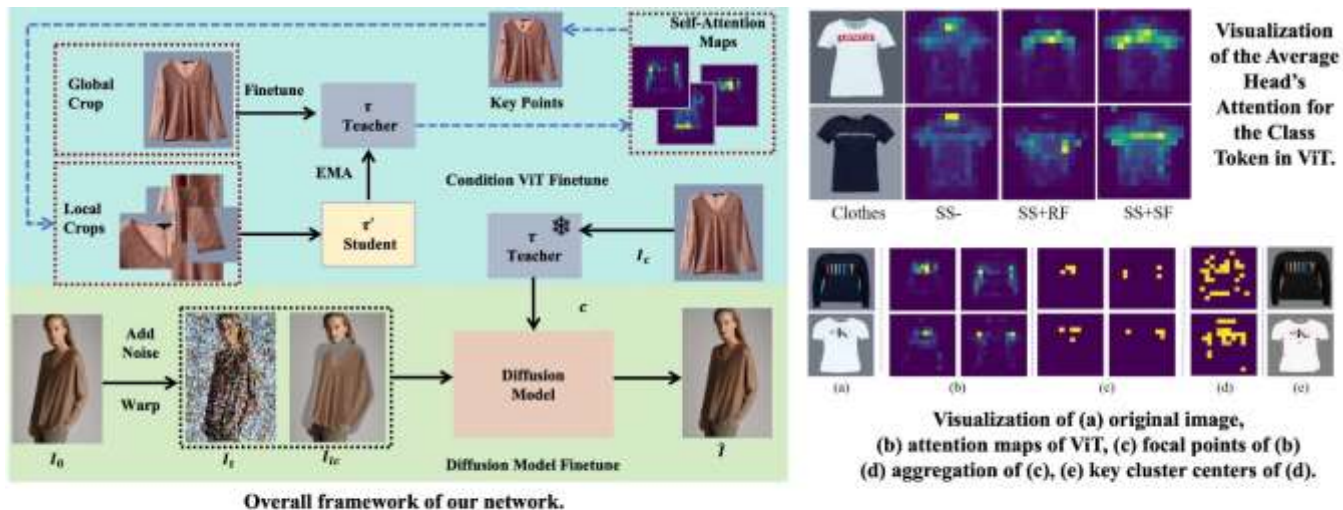 Global
Crop
Finetune
τ
Teacher
Key Points
Self-Attention
Maps
EMA
Condition ViT Finetune
Local
Crops
τ'
Student
τ
Teacher
I_c
c
Add
Noise
Warp
Diffusion
Model
I_0
I_t
I_ic
Diffusion Model Finetune
Î
Overall framework of our network.
Clothes
SS-
SS+RF
SS+SF
Visualization
of the Average
Head's
Attention for
the Class
Token in ViT.
(a)
(b)
(c)
(d)
(e)
Visualization of (a) original image,
(b) attention maps of ViT, (c) focal points of (b)
(d) aggregation of (c), (e) key cluster centers of (d).